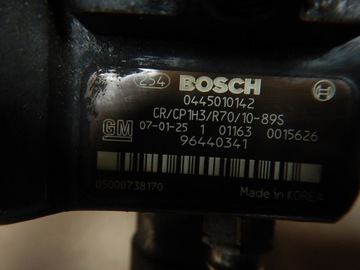 254 BOSCH
0445010142
CR/CP1H3/R70/10-89S
GM 07-01-25 1 01163 0015626
96440341
05000738170
Made in KOREA